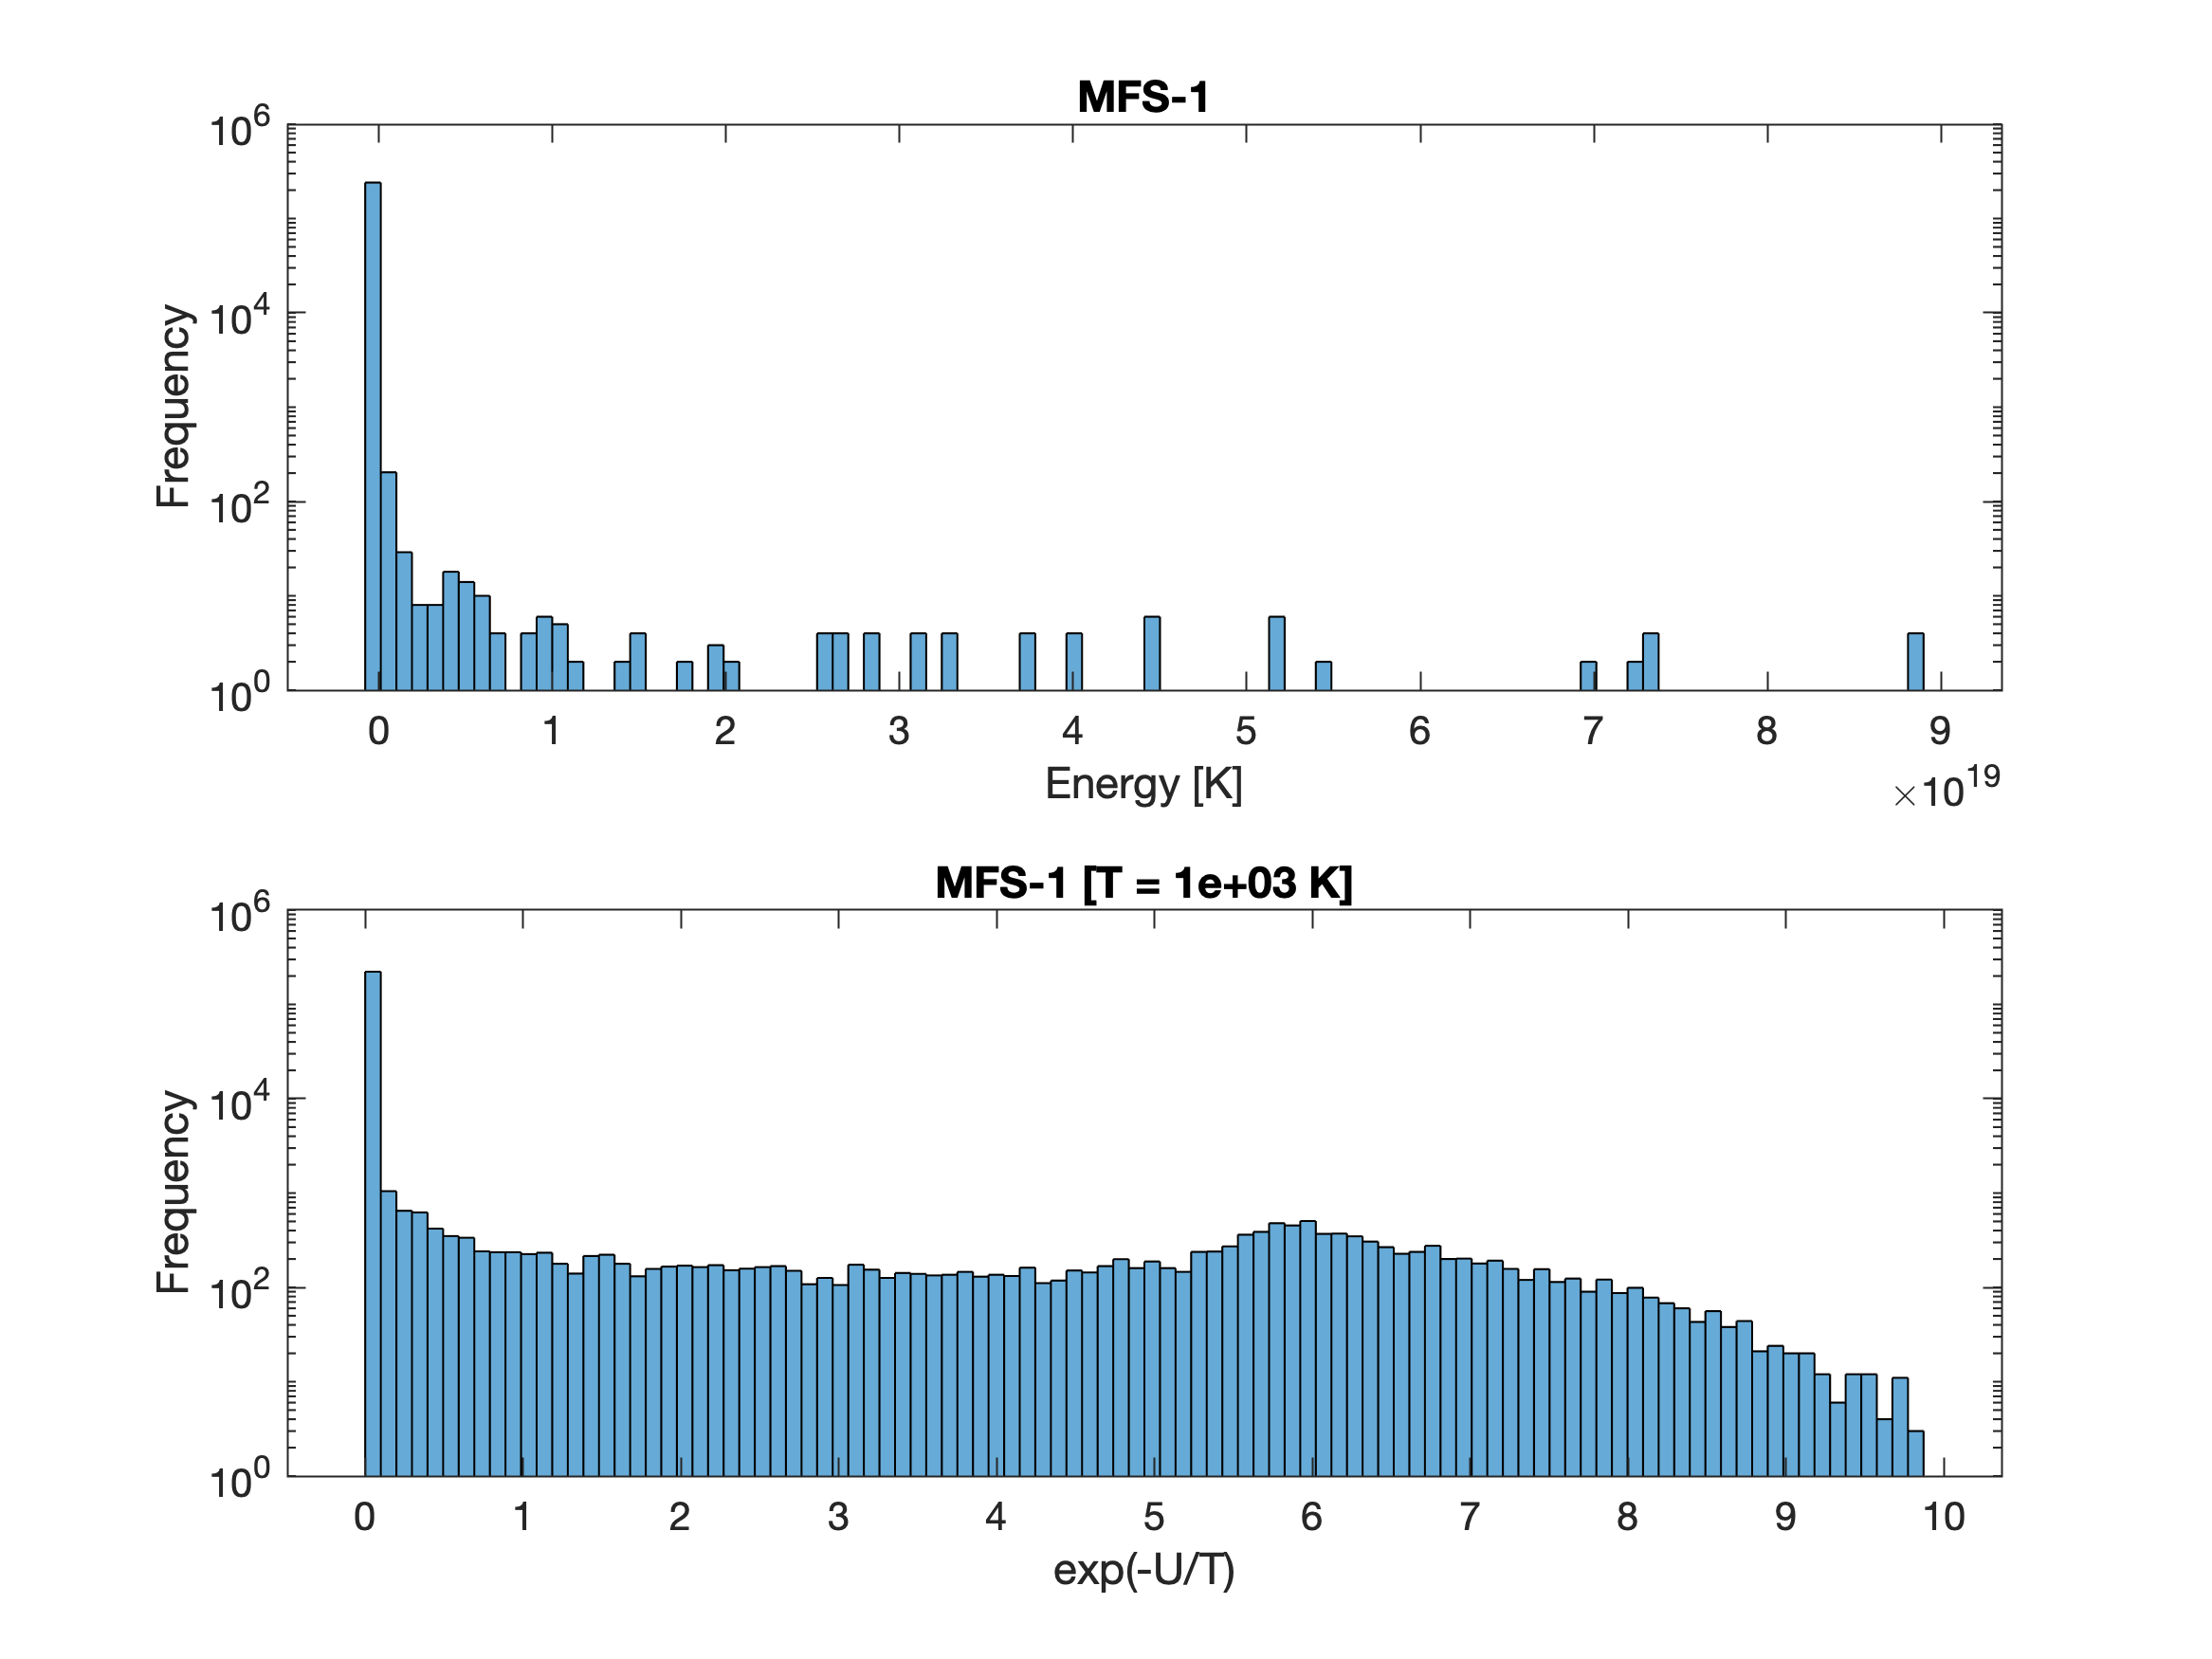 MFS-1
10^6
10^4
10^2
10^0
Frequency
0 1 2 3 4 5 6 7 8 9
Energy [K]
×10^19
MFS-1 [T = 1e+03 K]
10^6
10^4
10^2
10^0
Frequency
0 1 2 3 4 5 6 7 8 9 10
exp(-U/T)